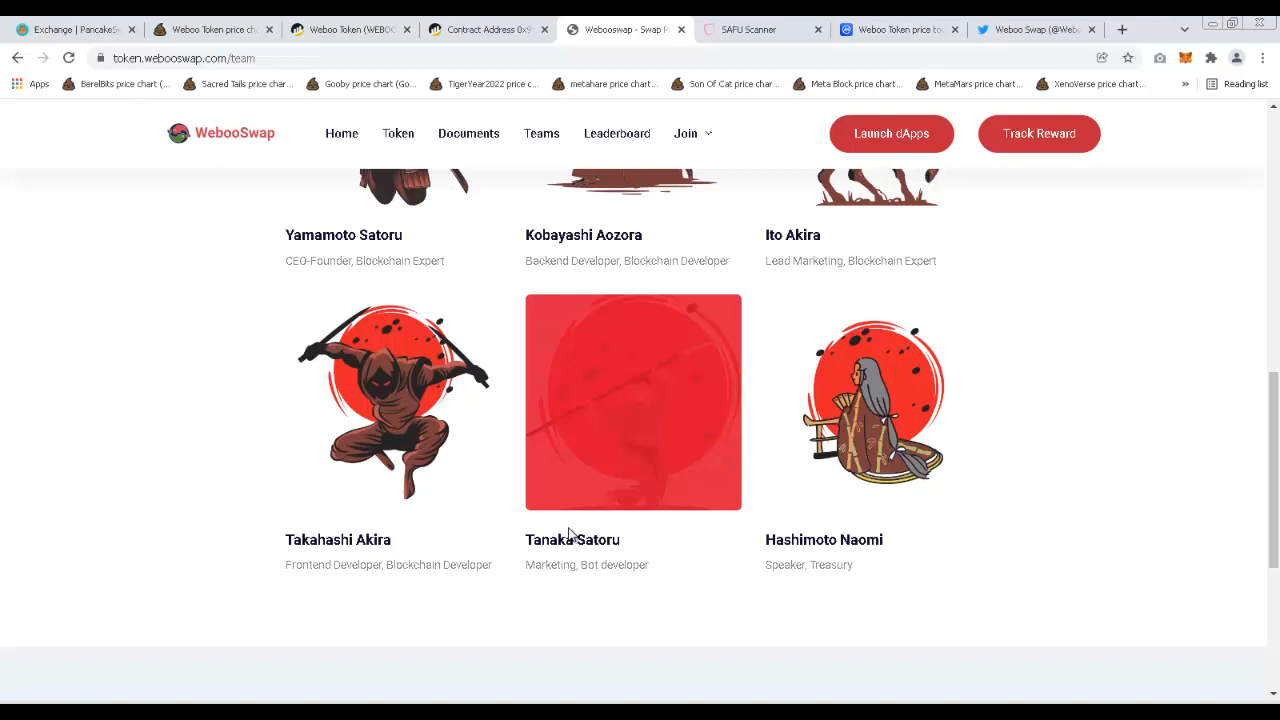 Exchange | PancakeSw
Weboo Token price ch
Weboo Token (WEBO
Contract Address 0x
Webooswap - Swap R
SAFU Scanner
Weboo Token price to
Weboo Swap (@Web
token.webooswap.com/team
Apps
BerelBits price chart (...
Sacred Tails price char...
Gooby price chart (Go...
TigerYear2022 price c...
metahare price chart...
Son Of Cat price char...
Meta Block price char...
MetaMars price chart...
XenoVerse price chart...
Reading list
WebooSwap
Home
Token
Documents
Teams
Leaderboard
Join
Launch dApps
Track Reward
Yamamoto Satoru
CEO-Founder, Blockchain Expert
Kobayashi Aozora
Backend Developer, Blockchain Developer
Ito Akira
Lead Marketing, Blockchain Expert
Takahashi Akira
Frontend Developer, Blockchain Developer
Tanaka Satoru
Marketing, Bot developer
Hashimoto Naomi
Speaker, Treasury